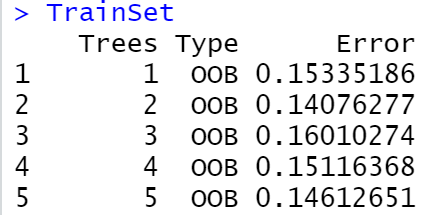 > TrainSet
Trees Type Error
1 1 OOB 0.15335186
2 2 OOB 0.14076277
3 3 OOB 0.16010274
4 4 OOB 0.15116368
5 5 OOB 0.14612651